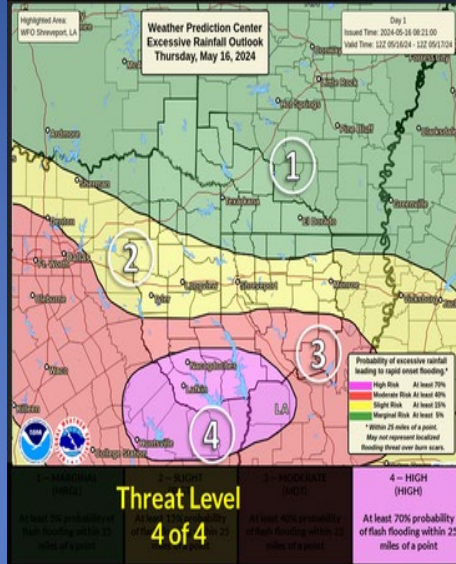 Highlighted Area:
WFO Shreveport, LA
Weather Prediction Center
Excessive Rainfall Outlook
Thursday, May 16, 2024
Day 1
Issued Time: 2024-05-16 08:21:00
Valid Time: 12Z 05/16/24 - 12Z 05/17/24
Little Rock
Hot Springs
Pine Bluff
Clarksdale
Ardmore
1
Sherman
Texarkana
Greenville
El Dorado
Denton
2
Dallas
Ft. Worth
Longview
Shreveport
Monroe
Vicksburg
Tyler
Cleburne
3
Waco
Nacogdoches
Lufkin
LA
Killeen
4
Huntsville
College Station
Probability of excessive rainfall
leading to rapid onset flooding.*
High Risk At least 70%
Moderate Risk At least 40%
Slight Risk At least 15%
Marginal Risk At least 5%
* Within 25 miles of a point.
May not represent localized
flooding threat over burn scars.
NOAA
1 – MARGINAL
(MRGL)
At least 5% probability
of flash flooding within 25
miles of a point
2 – SLIGHT
3 – MODERATE
(MDT)
At least 40% probability
of flash flooding within 25
miles of a point
4 – HIGH
(HIGH)
At least 70% probability
of flash flooding within 25
miles of a point
Threat Level
4 of 4